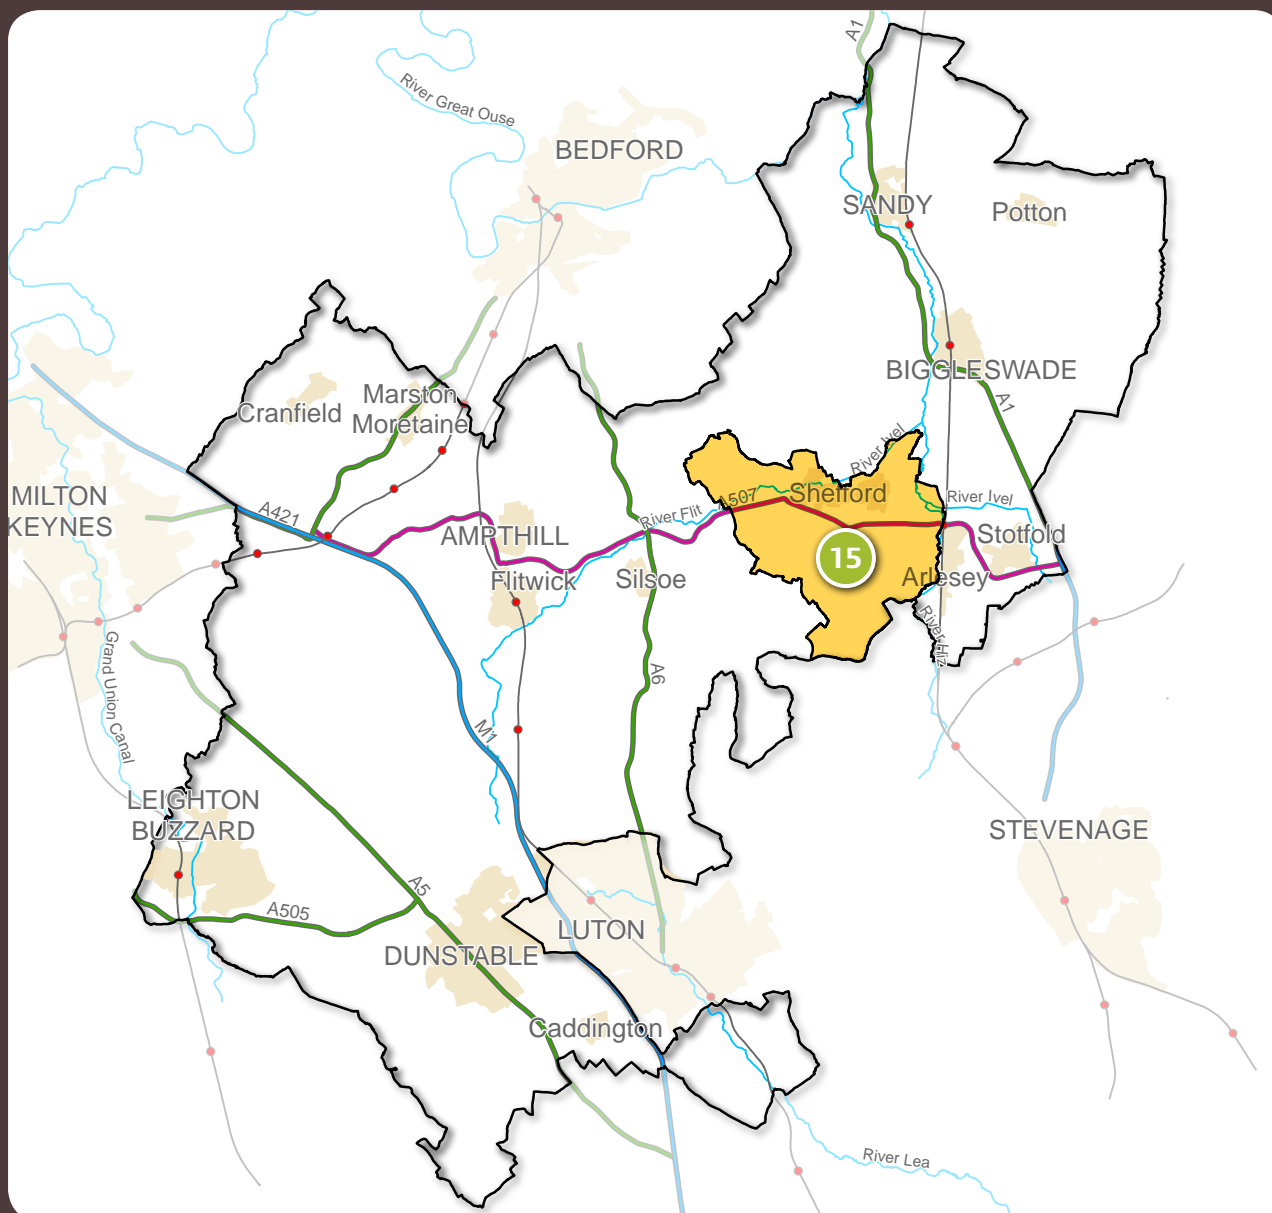 A1
River Great Ouse
BEDFORD
SANDY
Potton
BIGGLESWADE
A1
Cranfield
Marston
Moretaine
River Ivel
MILTON
KEYNES
A421
A507
Shefford
River Ivel
River Flit
AMPTHILL
Stotfold
15
Flitwick
Silsoe
Arlesey
River Hiz
Grand Union Canal
A6
M1
LEIGHTON
BUZZARD
STEVENAGE
A5
A505
LUTON
DUNSTABLE
Caddington
River Lea